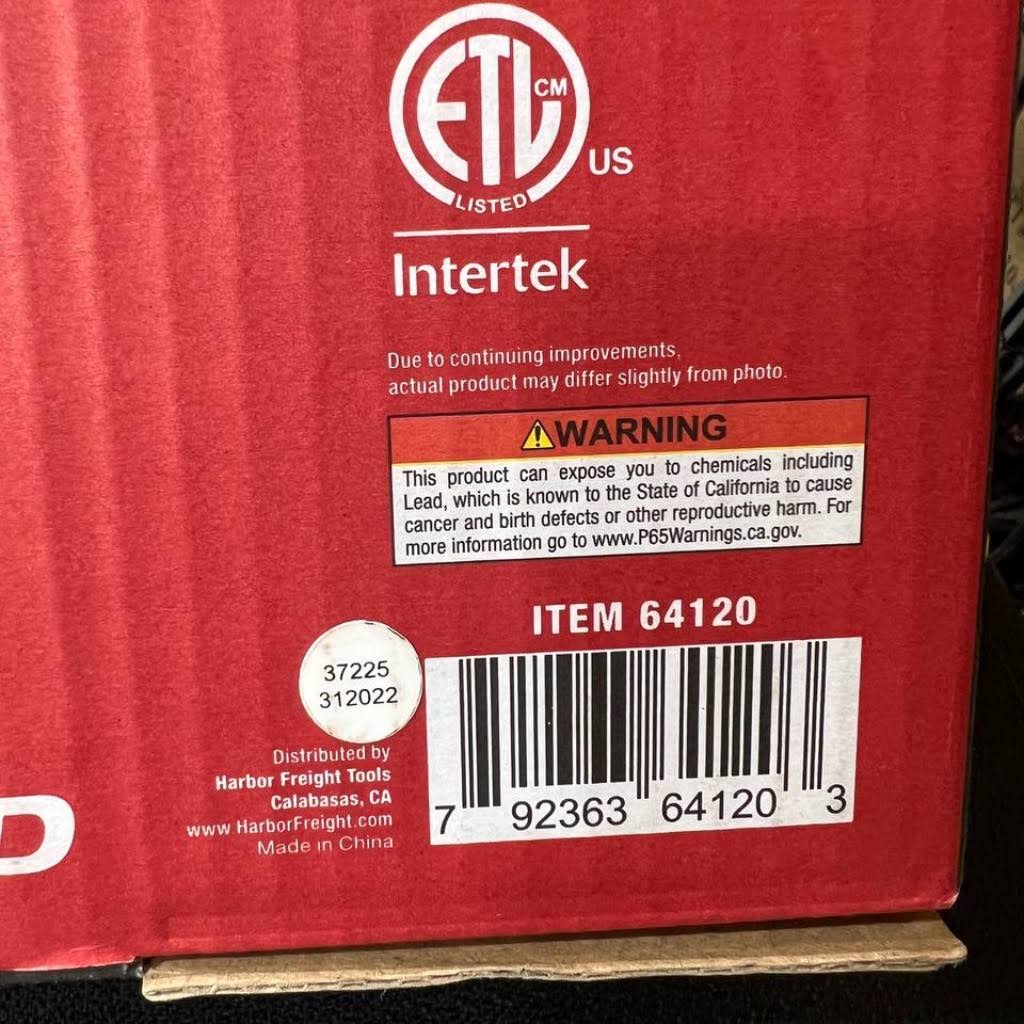 ETL CM
US
LISTED
Intertek
Due to continuing improvements,
actual product may differ slightly from photo.
WARNING
This product can expose you to chemicals including
Lead, which is known to the State of California to cause
cancer and birth defects or other reproductive harm. For
more information go to www.P65Warnings.ca.gov.
ITEM 64120
37225
312022
Distributed by
Harbor Freight Tools
Calabasas, CA
www.HarborFreight.com
Made in China
7 92363 64120 3
D